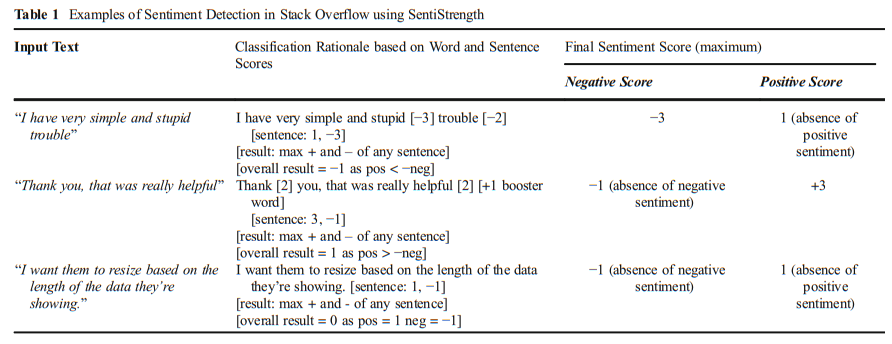 Table 1 Examples of Sentiment Detection in Stack Overflow using SentiStrength
Input Text
Classification Rationale based on Word and Sentence
Scores
Final Sentiment Score (maximum)
Negative Score
Positive Score
“I have very simple and stupid
trouble”
I have very simple and stupid [−3] trouble [−2]
[sentence: 1, −3]
[result: max + and – of any sentence]
[overall result = −1 as pos < −neg]
−3
1 (absence of
positive
sentiment)
“Thank you, that was really helpful”
Thank [2] you, that was really helpful [2] [+1 booster
word]
[sentence: 3, −1]
[result: max + and – of any sentence]
[overall result = 1 as pos > −neg]
−1 (absence of negative
sentiment)
+3
“I want them to resize based on the
length of the data they’re
showing.”
I want them to resize based on the length of the data
they’re showing. [sentence: 1, −1]
[result: max + and - of any sentence]
[overall result = 0 as pos = 1 neg = −1]
−1 (absence of negative
sentiment)
1 (absence of
positive
sentiment)